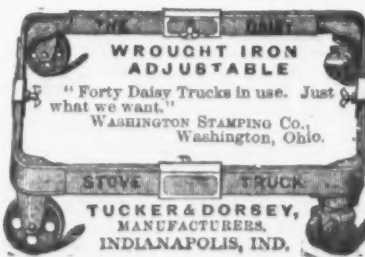 THE DAISY
WROUGHT IRON
ADJUSTABLE
"Forty Daisy Trucks in use. Just
what we want."
WASHINGTON STAMPING CO.,
Washington, Ohio.
STOVE TRUCK
TUCKER & DORSEY,
MANUFACTURERS,
INDIANAPOLIS, IND.